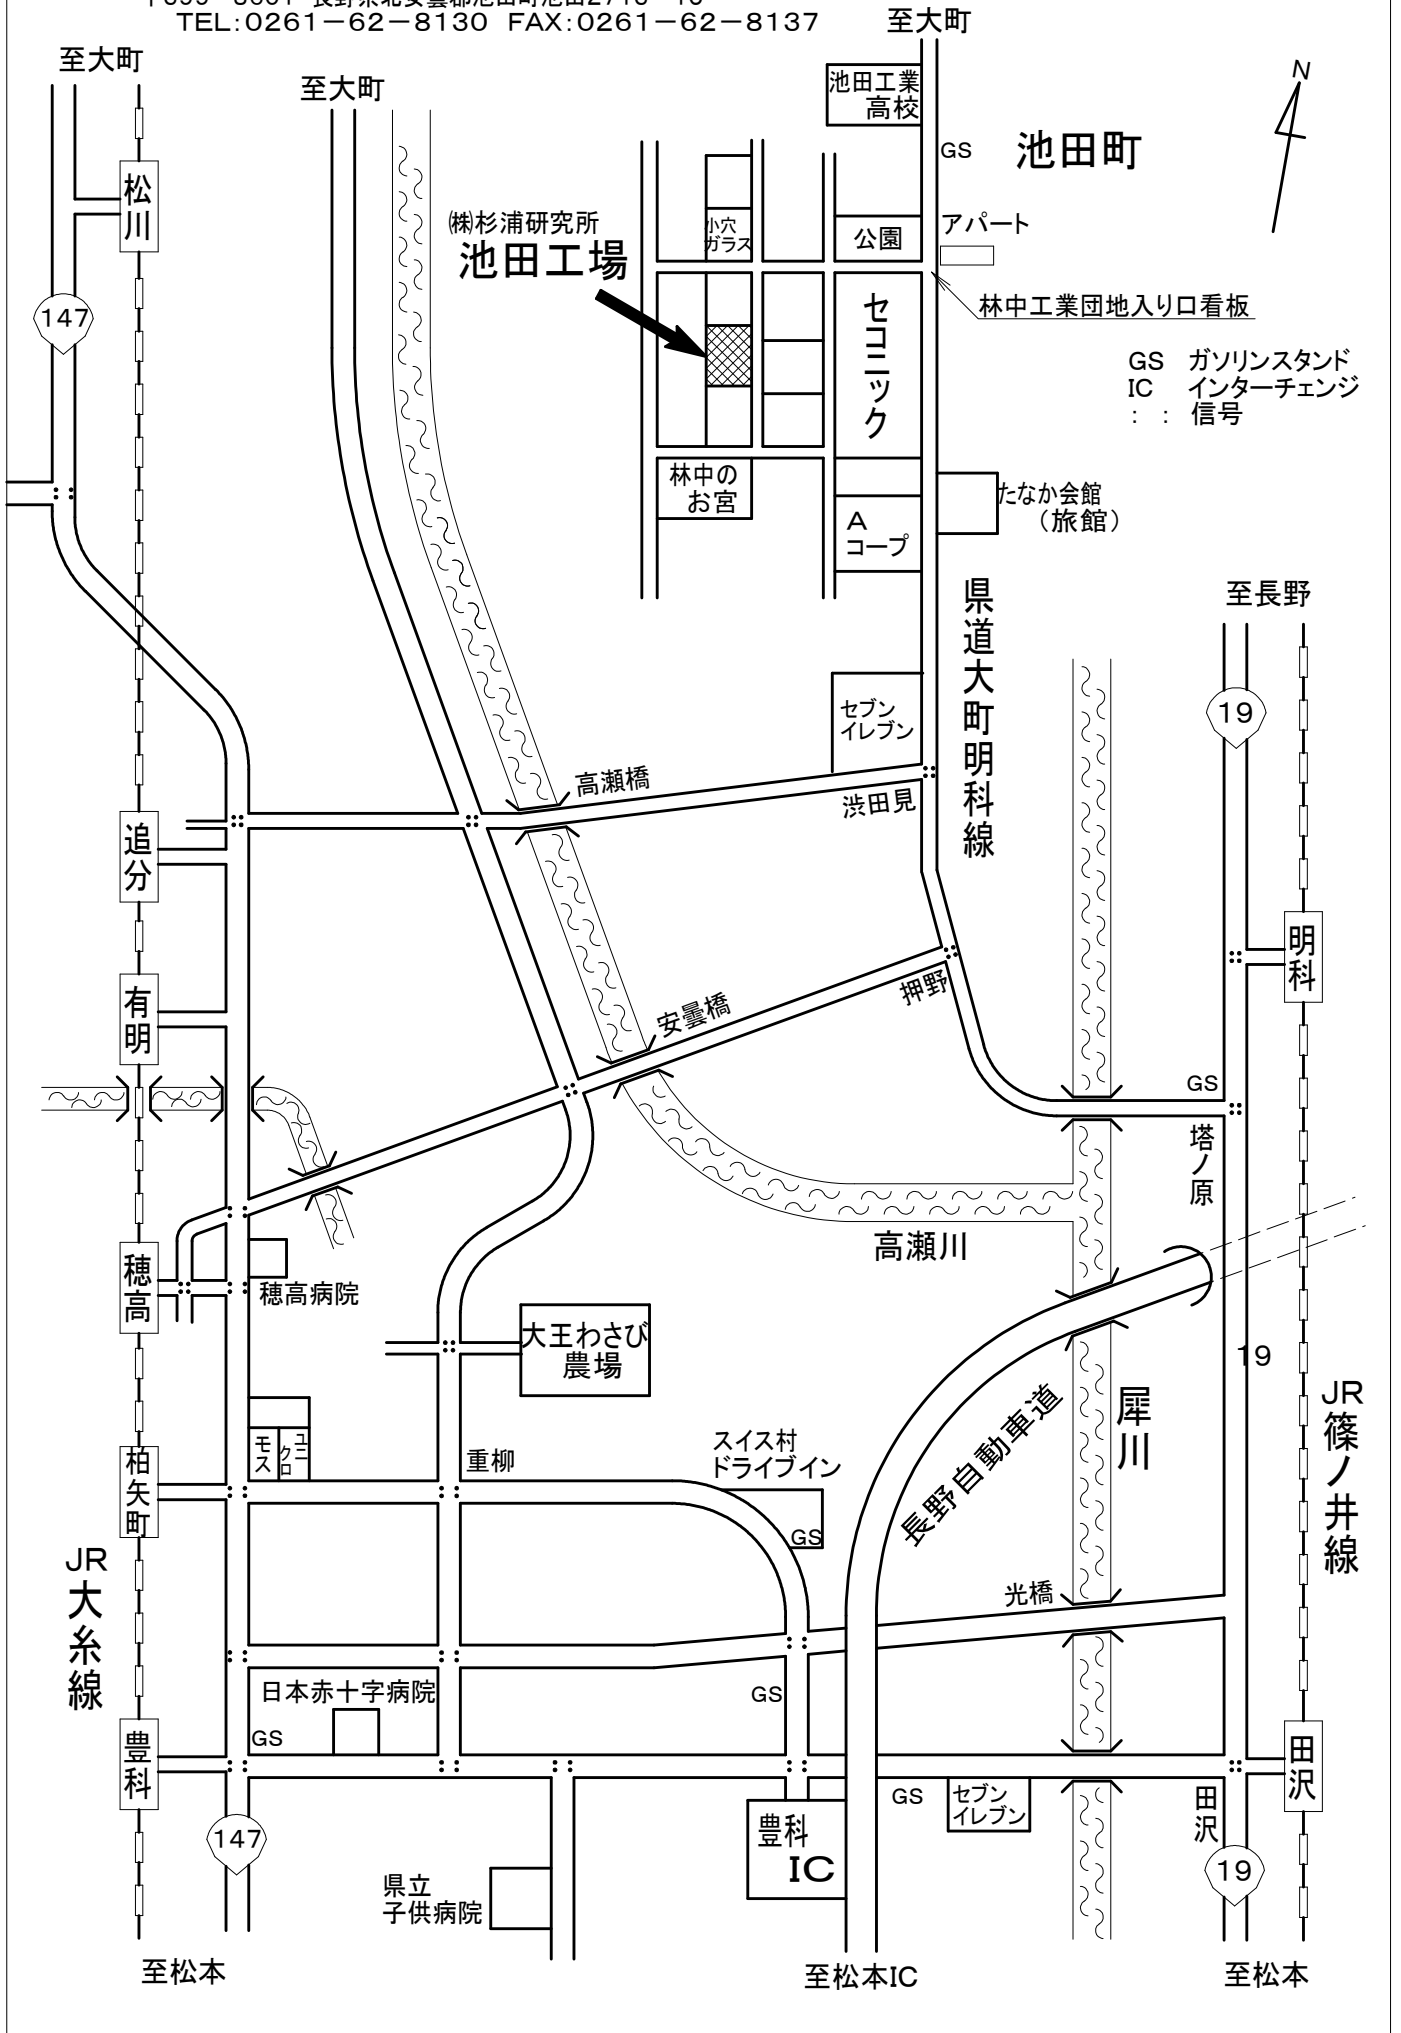 TEL:0261－62－8130 FAX:0261－62－8137
至大町
至大町
至大町
池田工業
高校
GS
池田町
N
松川
㈱杉浦研究所
池田工場
小穴
ガラス
公園
アパート
林中工業団地入り口看板
147
セコニック
GS ガソリンスタンド
IC インターチェンジ
：： 信号
林中の
お宮
A
コープ
たなか会館
（旅館）
県道大町明科線
至長野
19
セブン
イレブン
高瀬橋
渋田見
追分
明科
有明
安曇橋
押野
GS
塔ノ原
高瀬川
穂高
穂高病院
大王わさび
農場
19
長野自動車道
犀川
JR篠ノ井線
モス
ユニクロ
重柳
スイス村
ドライブイン
GS
柏矢町
JR大糸線
光橋
日本赤十字病院
GS
GS
豊科
田沢
GS
セブン
イレブン
田沢
147
豊科
IC
19
県立
子供病院
至松本
至松本IC
至松本